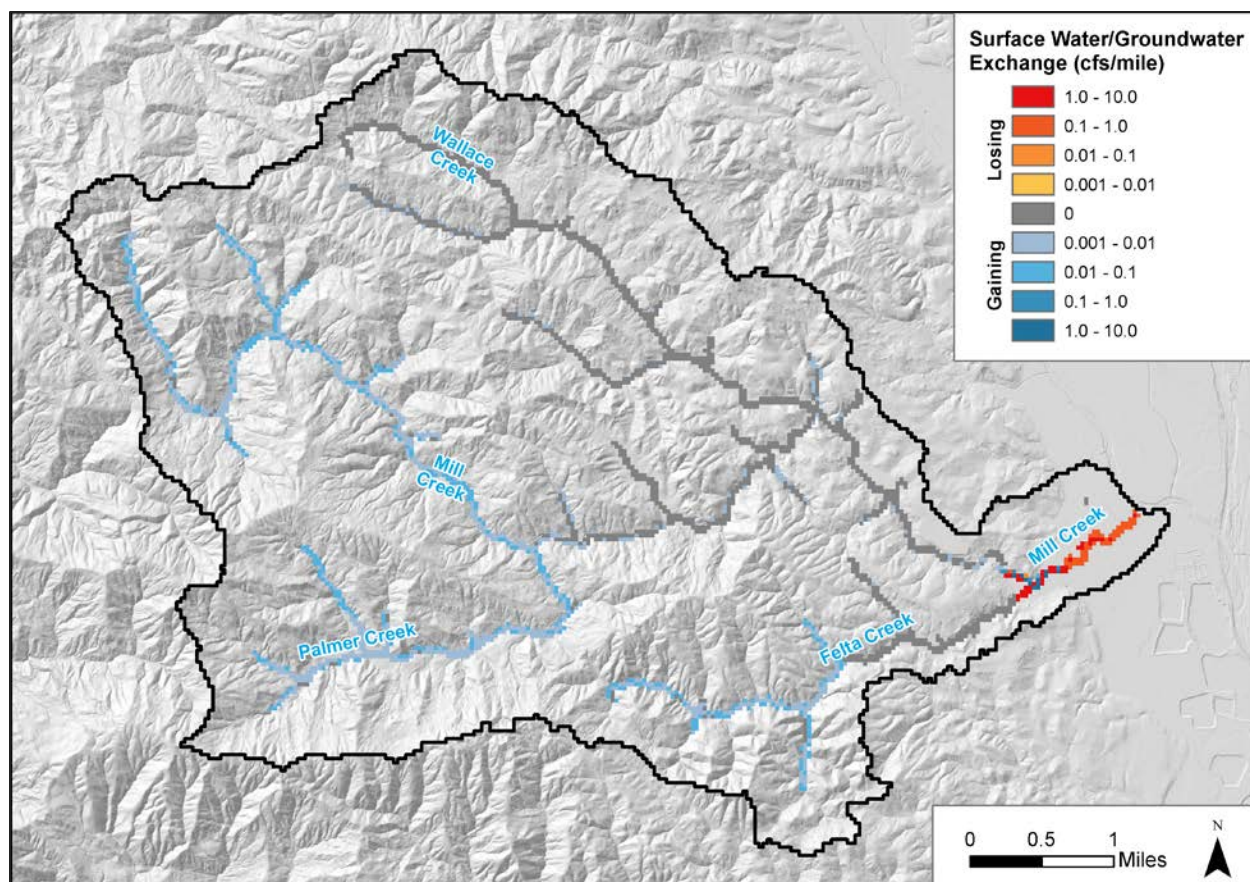 Surface Water/Groundwater
Exchange (cfs/mile)
Losing
1.0 - 10.0
0.1 - 1.0
0.01 - 0.1
0.001 - 0.01
0
Gaining
0.001 - 0.01
0.01 - 0.1
0.1 - 1.0
1.0 - 10.0
Wallace
Creek
Mill
Creek
Mill Creek
Palmer Creek
Felta Creek
0 0.5 1
Miles
N